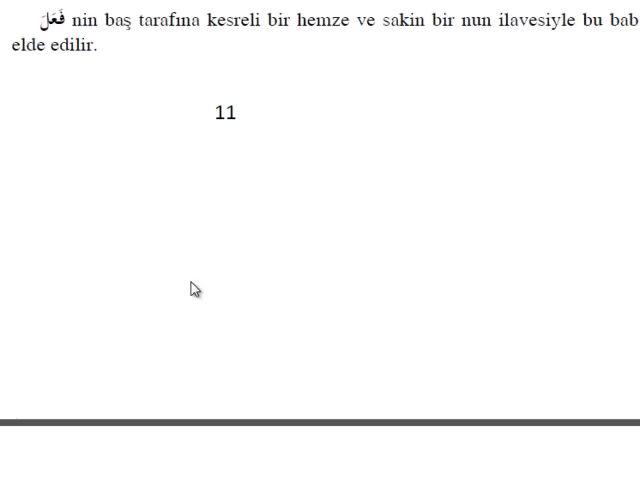 فَعَلَ nin baş tarafına kesreli bir hemze ve sakin bir nun ilavesiyle bu bab
elde edilir.
11